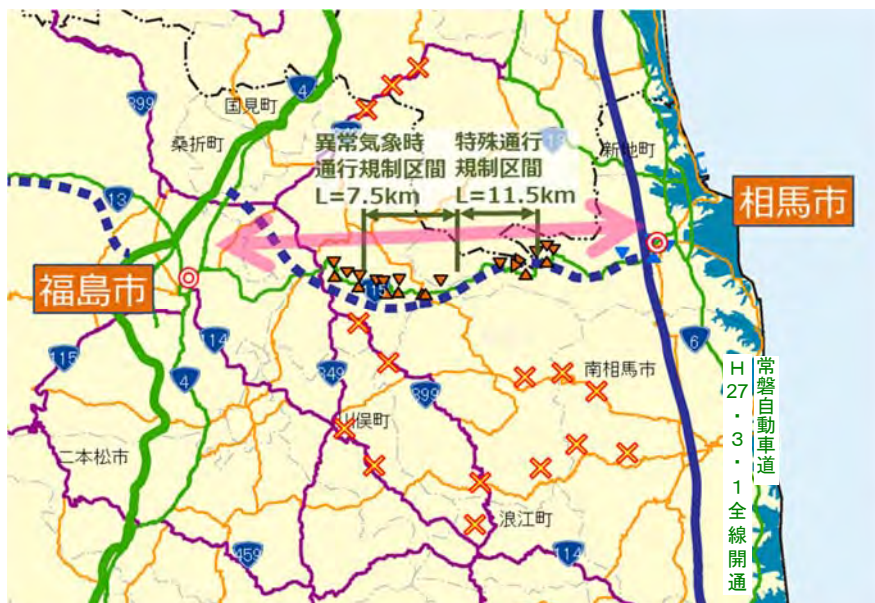 4
399
国見町
桑折町
異常気象時
通行規制区間
L=7.5km
特殊通行
規制区間
L=11.5km
新地町
13
相馬市
福島市
115
114
115
4
349
399
6
南相馬市
川俣町
二本松市
浪江町
459
114
常磐自動車道
H27・3・1全線開通